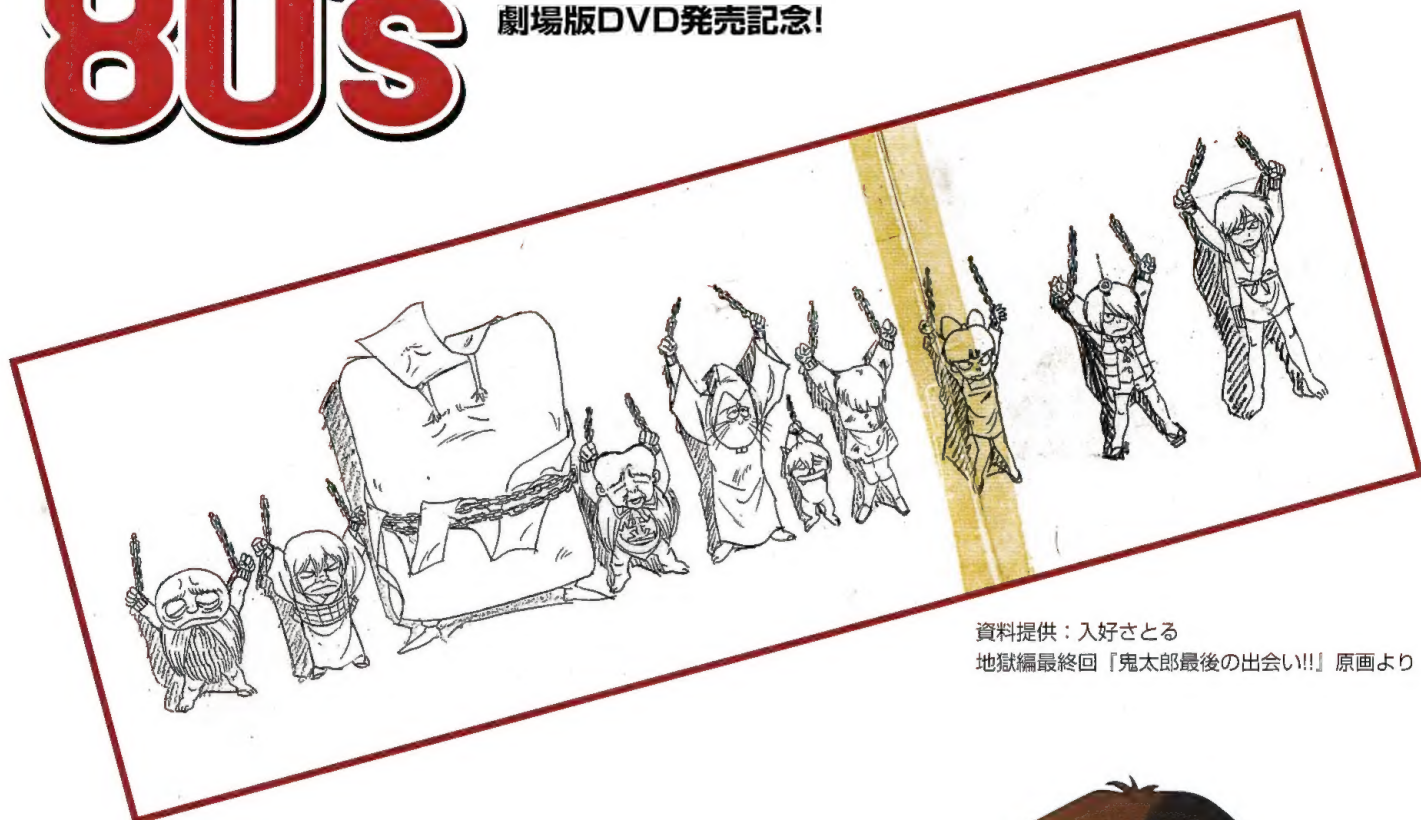 80's
劇場版DVD発売記念!
金
資料提供：入好さとる
地獄編最終回『鬼太郎最後の出会い!!』原画より